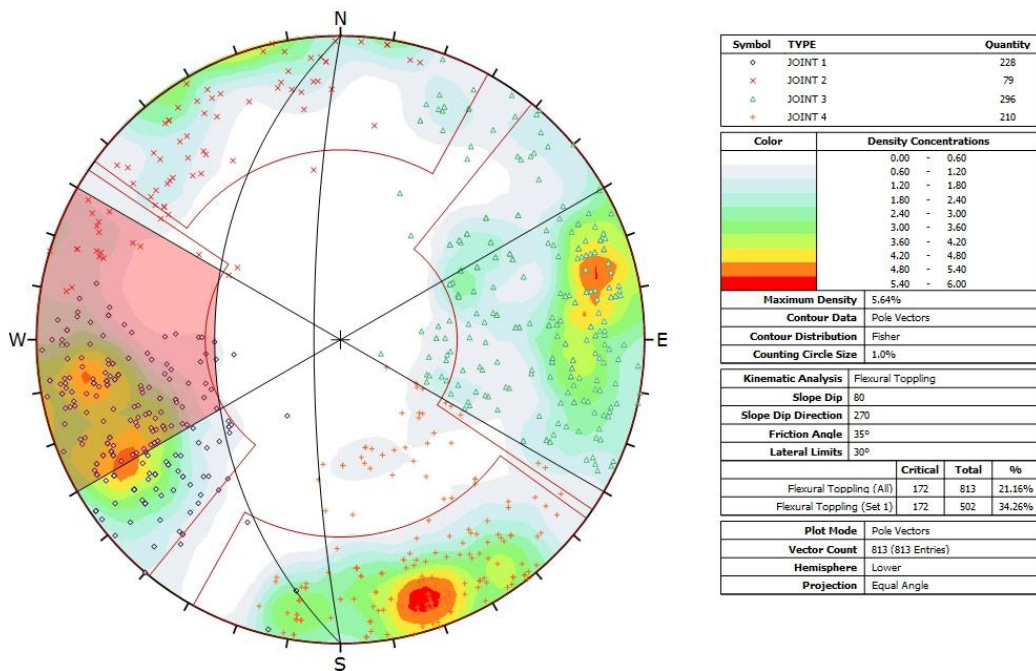 N
W
E
S
Symbol TYPE Quantity
JOINT 1 228
JOINT 2 79
JOINT 3 296
JOINT 4 210
Color Density Concentrations
0.00 - 0.60
0.60 - 1.20
1.20 - 1.80
1.80 - 2.40
2.40 - 3.00
3.00 - 3.60
3.60 - 4.20
4.20 - 4.80
4.80 - 5.40
5.40 - 6.00
Maximum Density 5.64%
Contour Data Pole Vectors
Contour Distribution Fisher
Counting Circle Size 1.0%
Kinematic Analysis Flexural Toppling
Slope Dip 80
Slope Dip Direction 270
Friction Angle 35°
Lateral Limits 30°
Critical Total %
Flexural Toppling (All) 172 813 21.16%
Flexural Toppling (Set 1) 172 502 34.26%
Plot Mode Pole Vectors
Vector Count 813 (813 Entries)
Hemisphere Lower
Projection Equal Angle